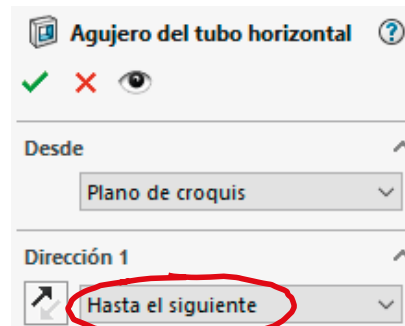 Agujero del tubo horizontal ?
Desde
Plano de croquis
Dirección 1
Hasta el siguiente